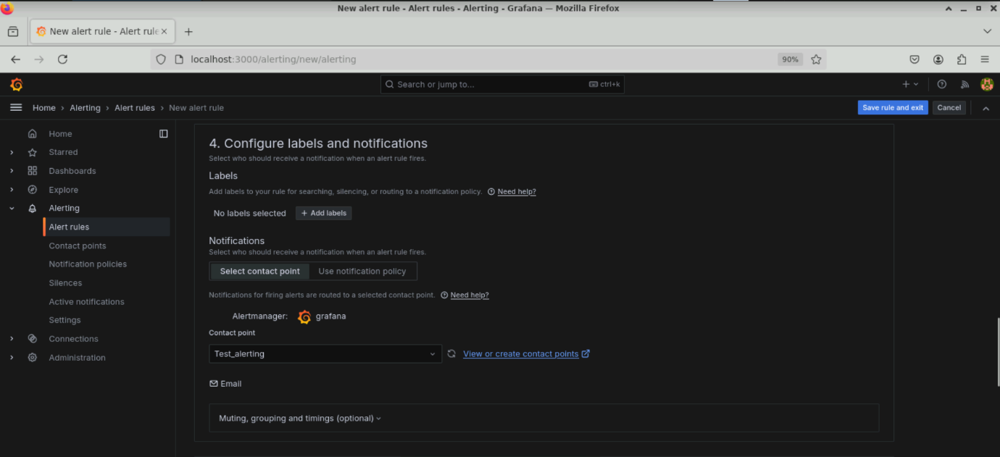 New alert rule - Alert rules - Alerting - Grafana — Mozilla Firefox
New alert rule - Alert rule
localhost:3000/alerting/new/alerting
90%
Search or jump to...
ctrl+k
Home › Alerting › Alert rules › New alert rule
Save rule and exit
Cancel
Home
Starred
Dashboards
Explore
Alerting
Alert rules
Contact points
Notification policies
Silences
Active notifications
Settings
Connections
Administration
4. Configure labels and notifications
Select who should receive a notification when an alert rule fires.
Labels
Add labels to your rule for searching, silencing, or routing to a notification policy. Need help?
No labels selected + Add labels
Notifications
Select who should receive a notification when an alert rule fires.
Select contact point Use notification policy
Notifications for firing alerts are routed to a selected contact point. Need help?
Alertmanager: grafana
Contact point
Test_alerting View or create contact points
Email
Muting, grouping and timings (optional)